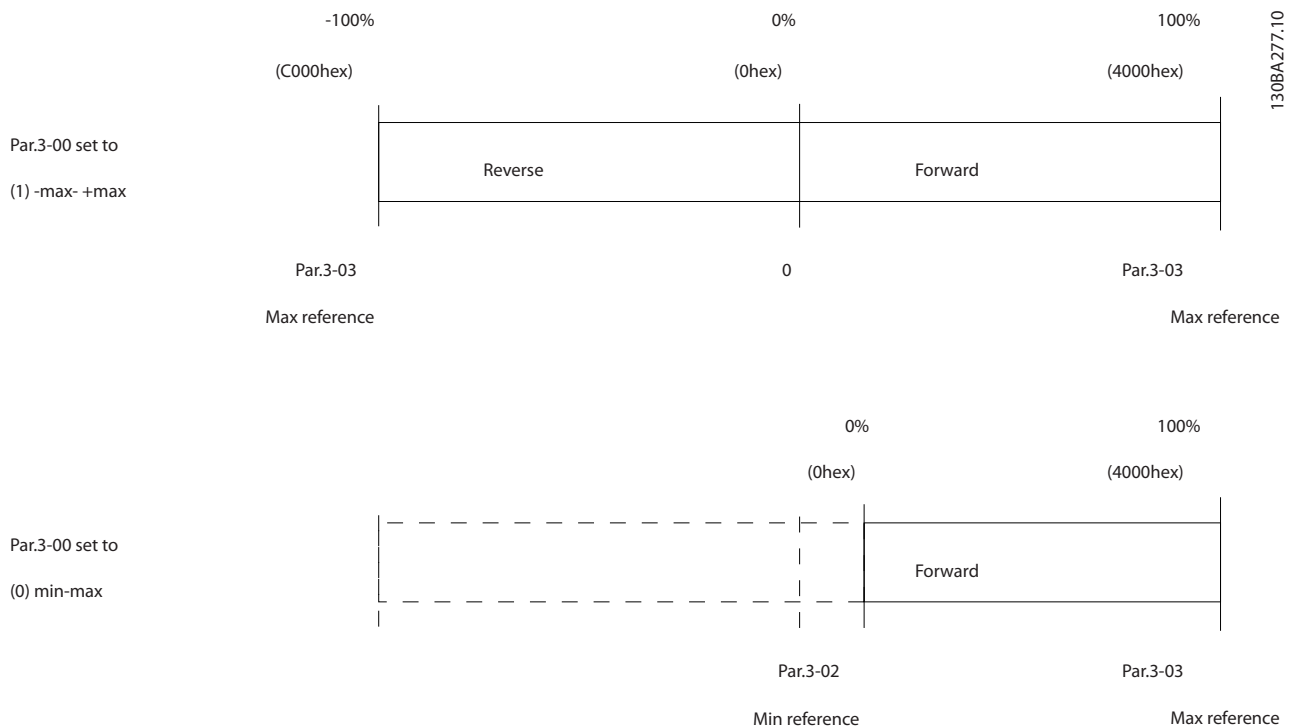 -100% 0% 100%
(C000hex) (0hex) (4000hex)
130BA277.10
Par.3-00 set to
(1) -max- +max
Reverse Forward
Par.3-03 0 Par.3-03
Max reference Max reference
0% 100%
(0hex) (4000hex)
Par.3-00 set to
(0) min-max
Forward
Par.3-02 Par.3-03
Min reference Max reference